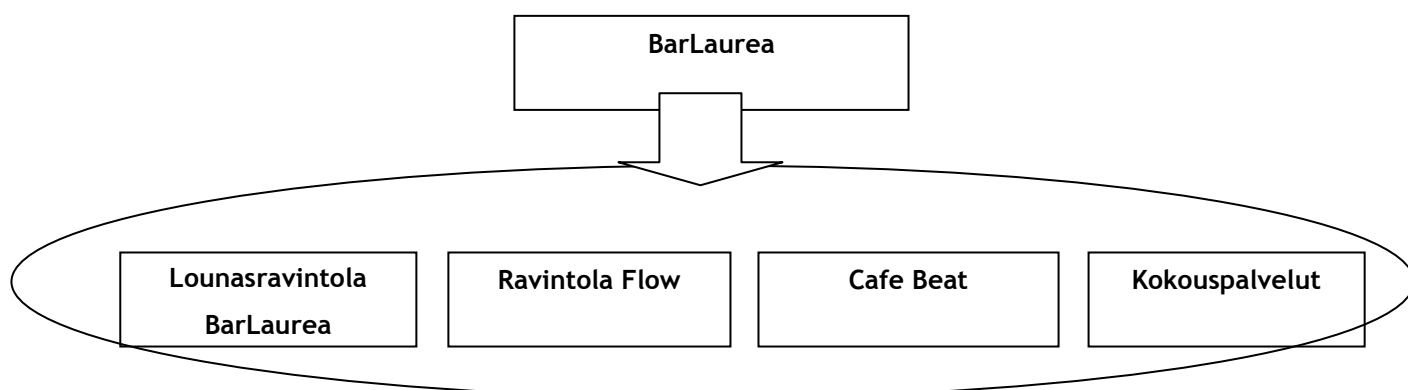 BarLaurea
Lounasravintola
BarLaurea
Ravintola Flow
Cafe Beat
Kokouspalvelut